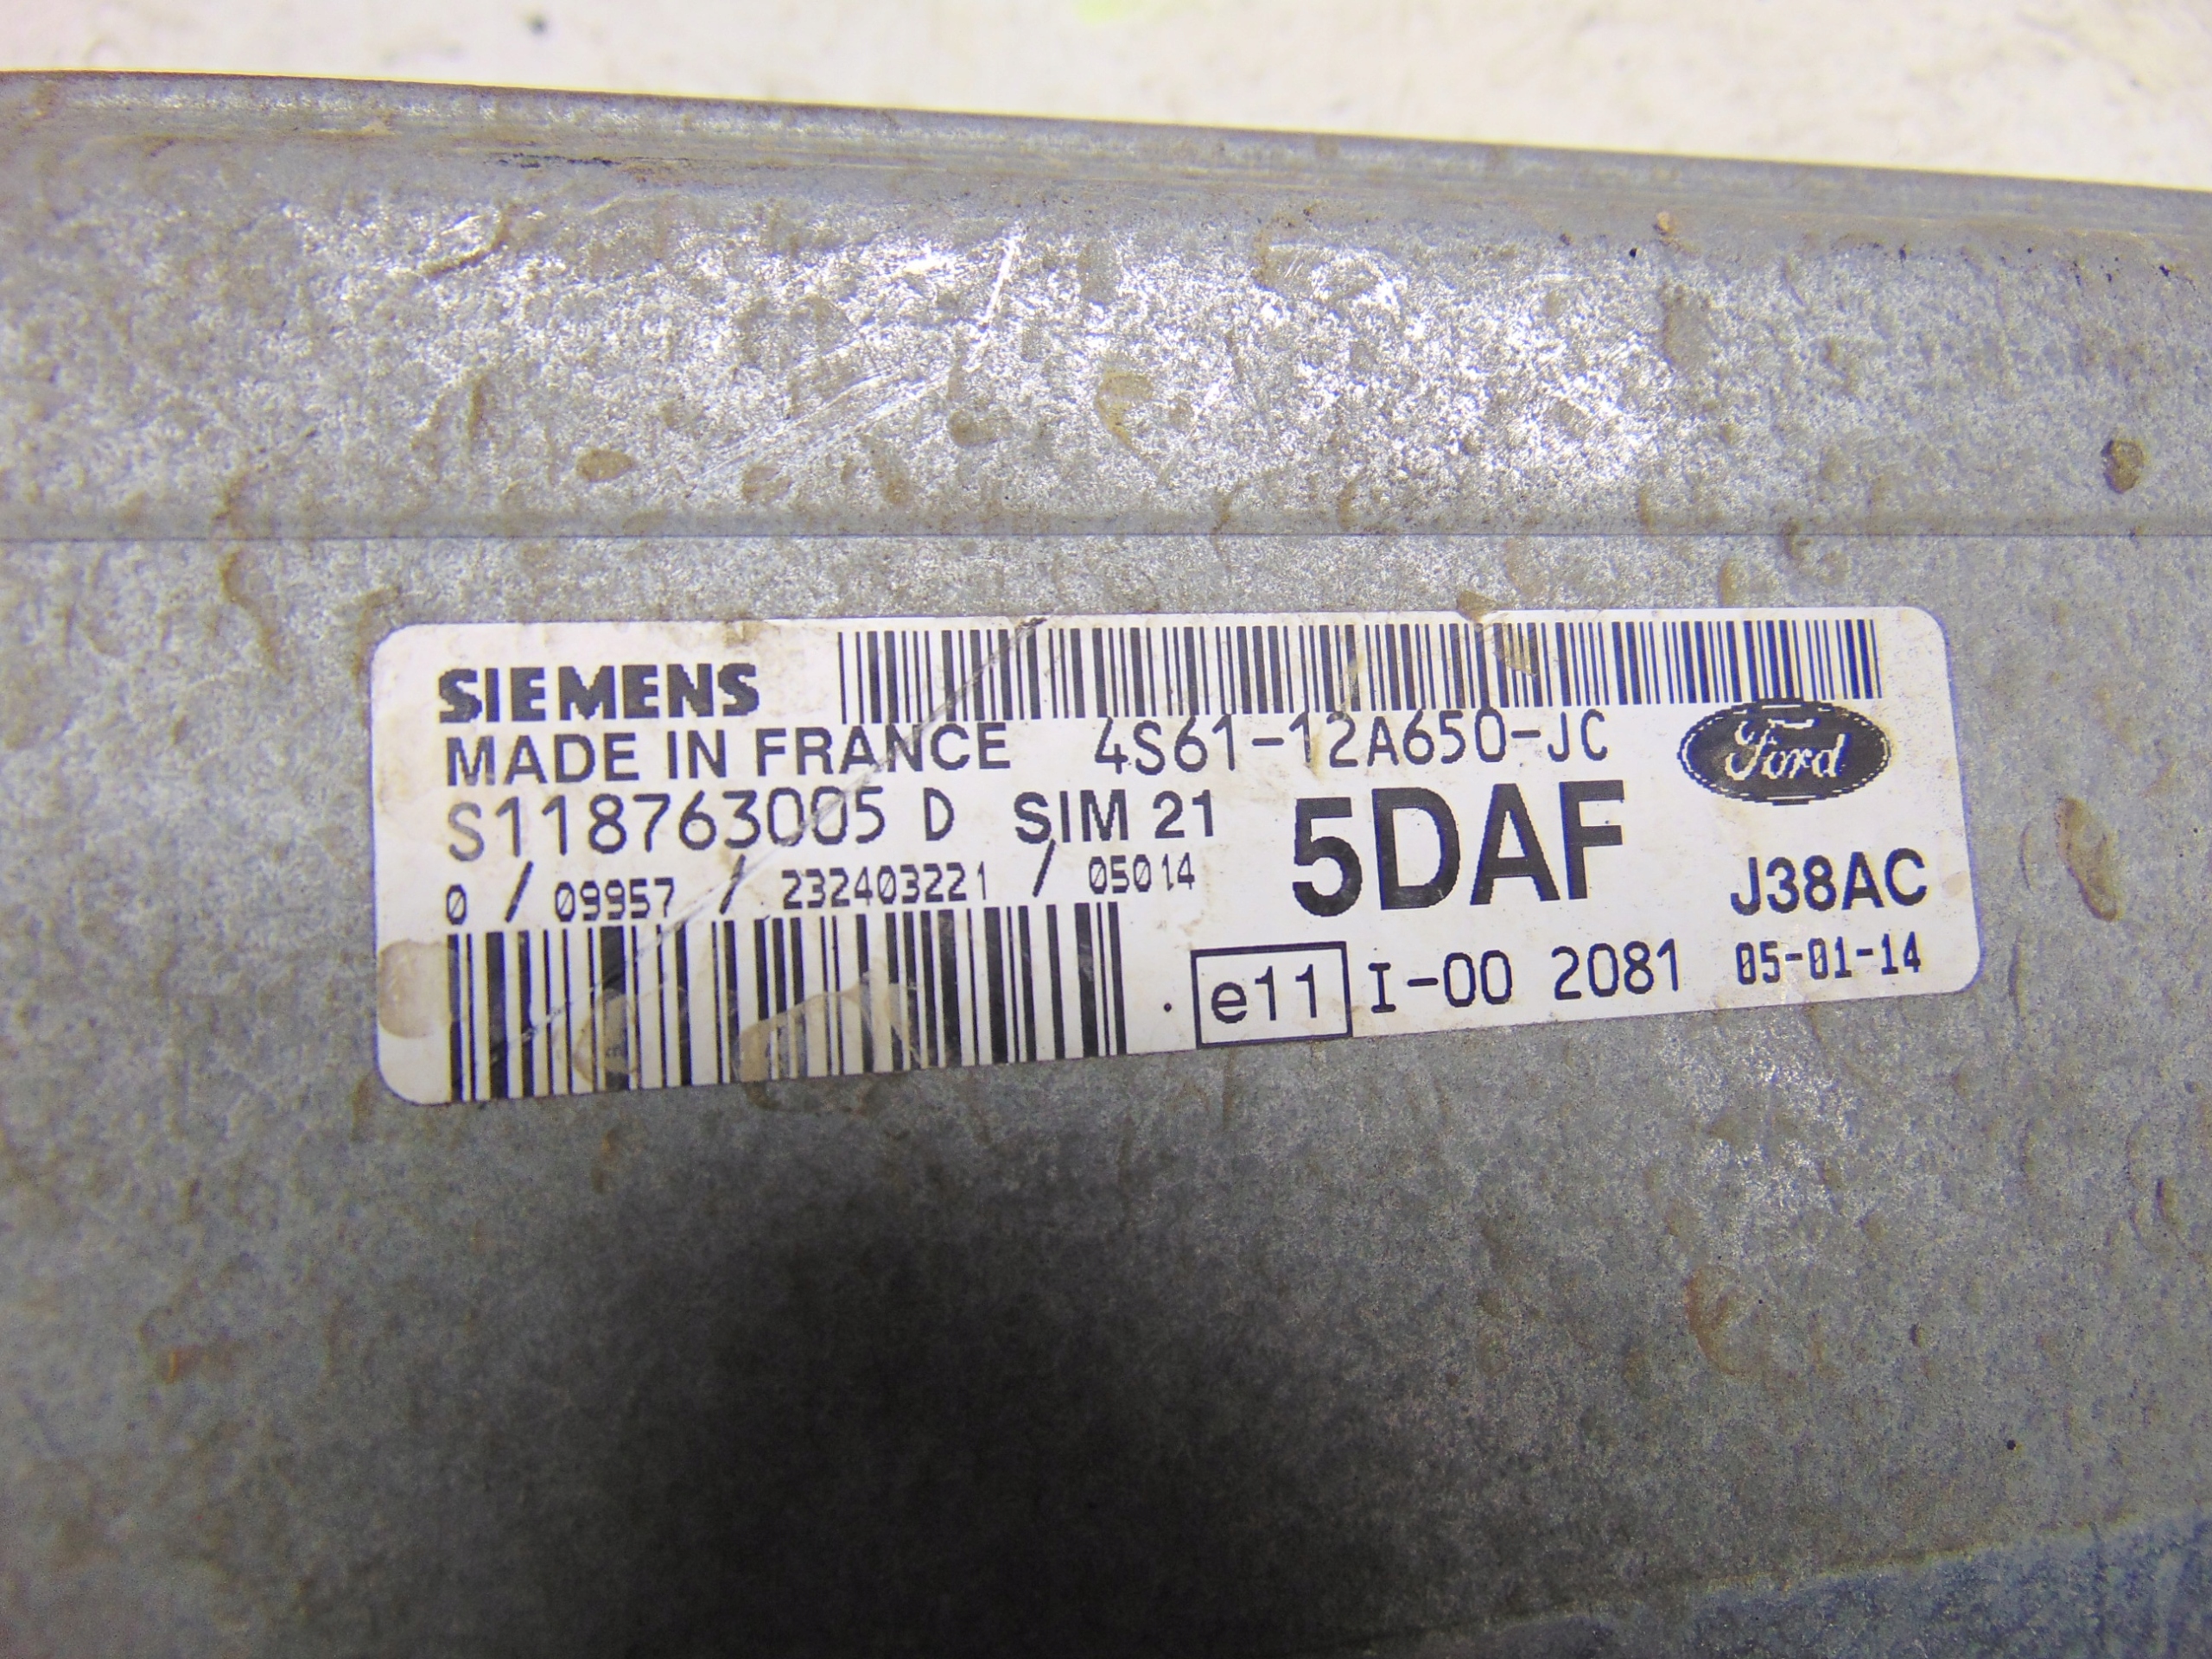 SIEMENS
MADE IN FRANCE 4S61-12A650-JC Ford
S118763005 D SIM 21 5DAF
0 / 09957 / 232403221 / 05014 J38AC
e11 I-00 2081 05-01-14